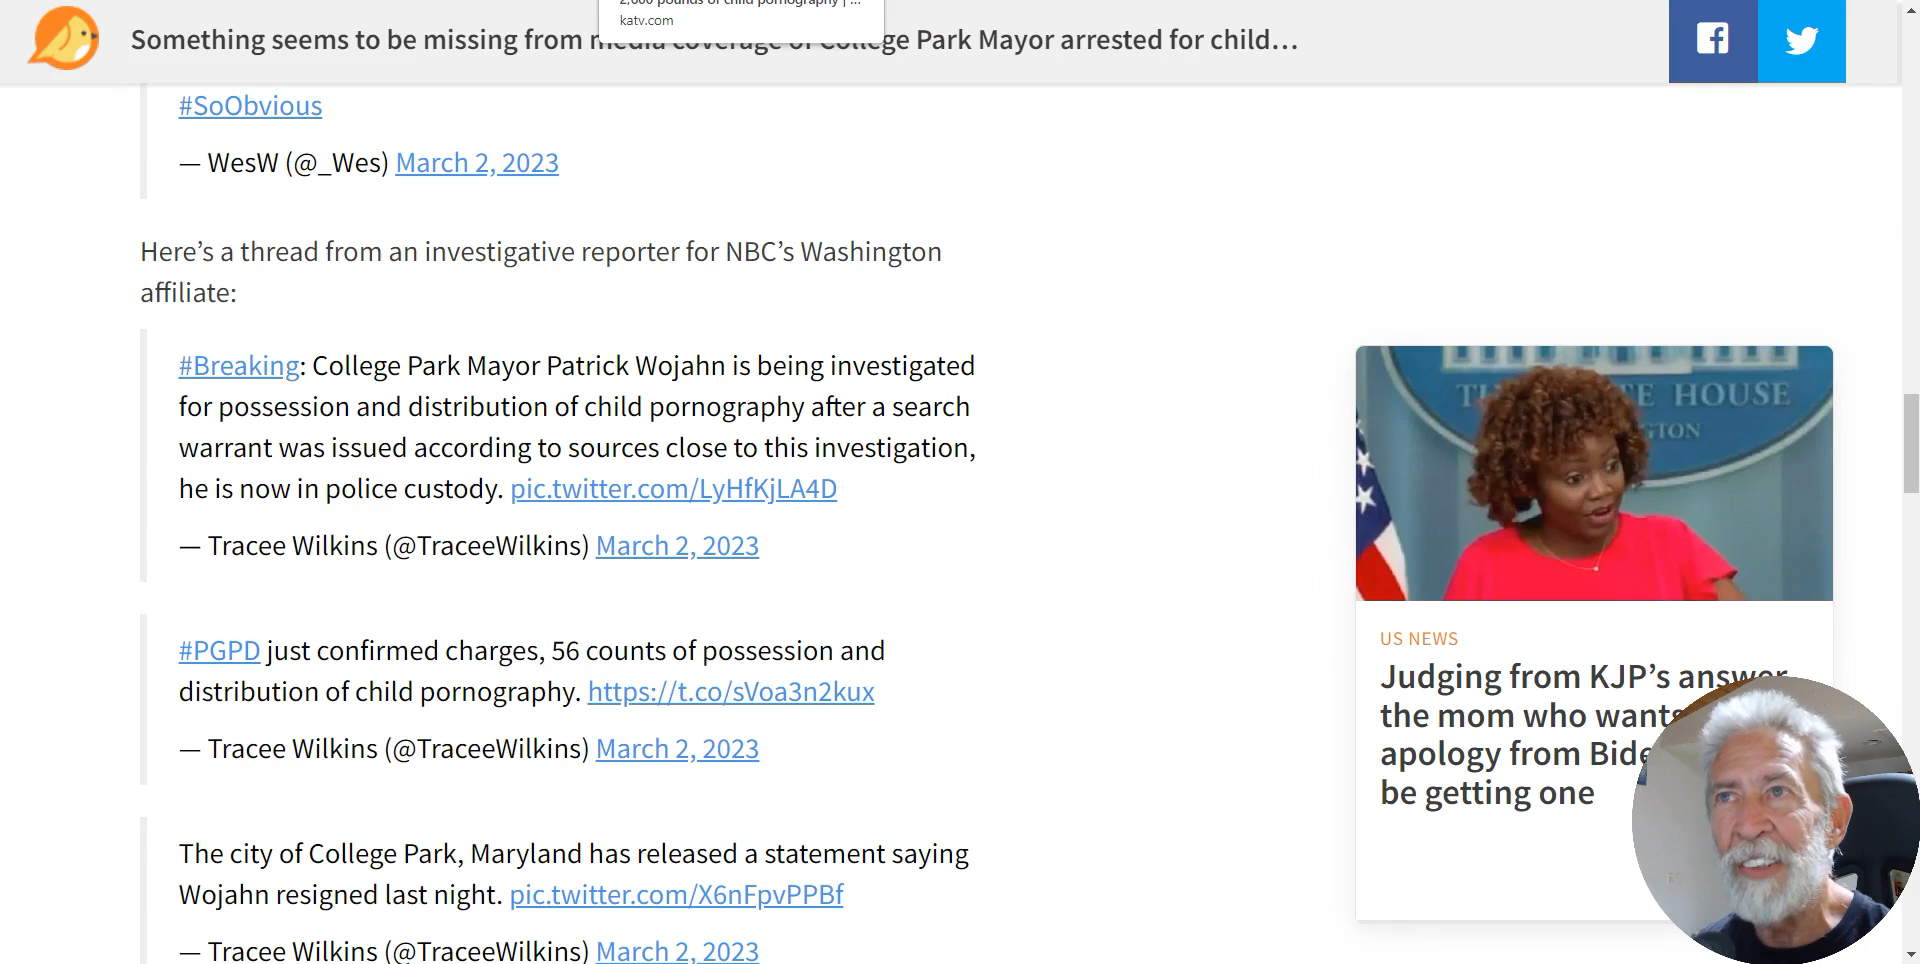 2,000 pounds of child pornography | ...
katv.com
Something seems to be missing from media coverage of College Park Mayor arrested for child...
#SoObvious
— WesW (@_Wes) March 2, 2023
Here's a thread from an investigative reporter for NBC's Washington
affiliate:
#Breaking: College Park Mayor Patrick Wojahn is being investigated
for possession and distribution of child pornography after a search
warrant was issued according to sources close to this investigation,
he is now in police custody. pic.twitter.com/LyHfKjLA4D
— Tracee Wilkins (@TraceeWilkins) March 2, 2023
#PGPD just confirmed charges, 56 counts of possession and
distribution of child pornography. https://t.co/sVoa3n2kux
— Tracee Wilkins (@TraceeWilkins) March 2, 2023
The city of College Park, Maryland has released a statement saying
Wojahn resigned last night. pic.twitter.com/X6nFpvPPBf
— Tracee Wilkins (@TraceeWilkins) March 2, 2023
HOUSE
US NEWS
Judging from KJP's answer
the mom who wants
apology from
be getting one